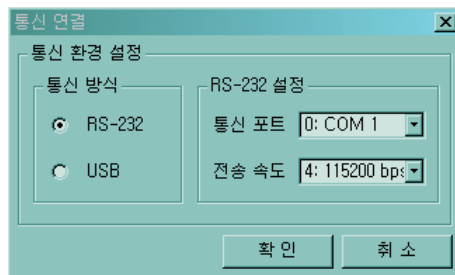 통신 연결
통신 환경 설정
통신 방식
RS-232 설정
RS-232
통신 포트 0: COM 1
USB
전송 속도 4: 115200 bps
확 인
취 소